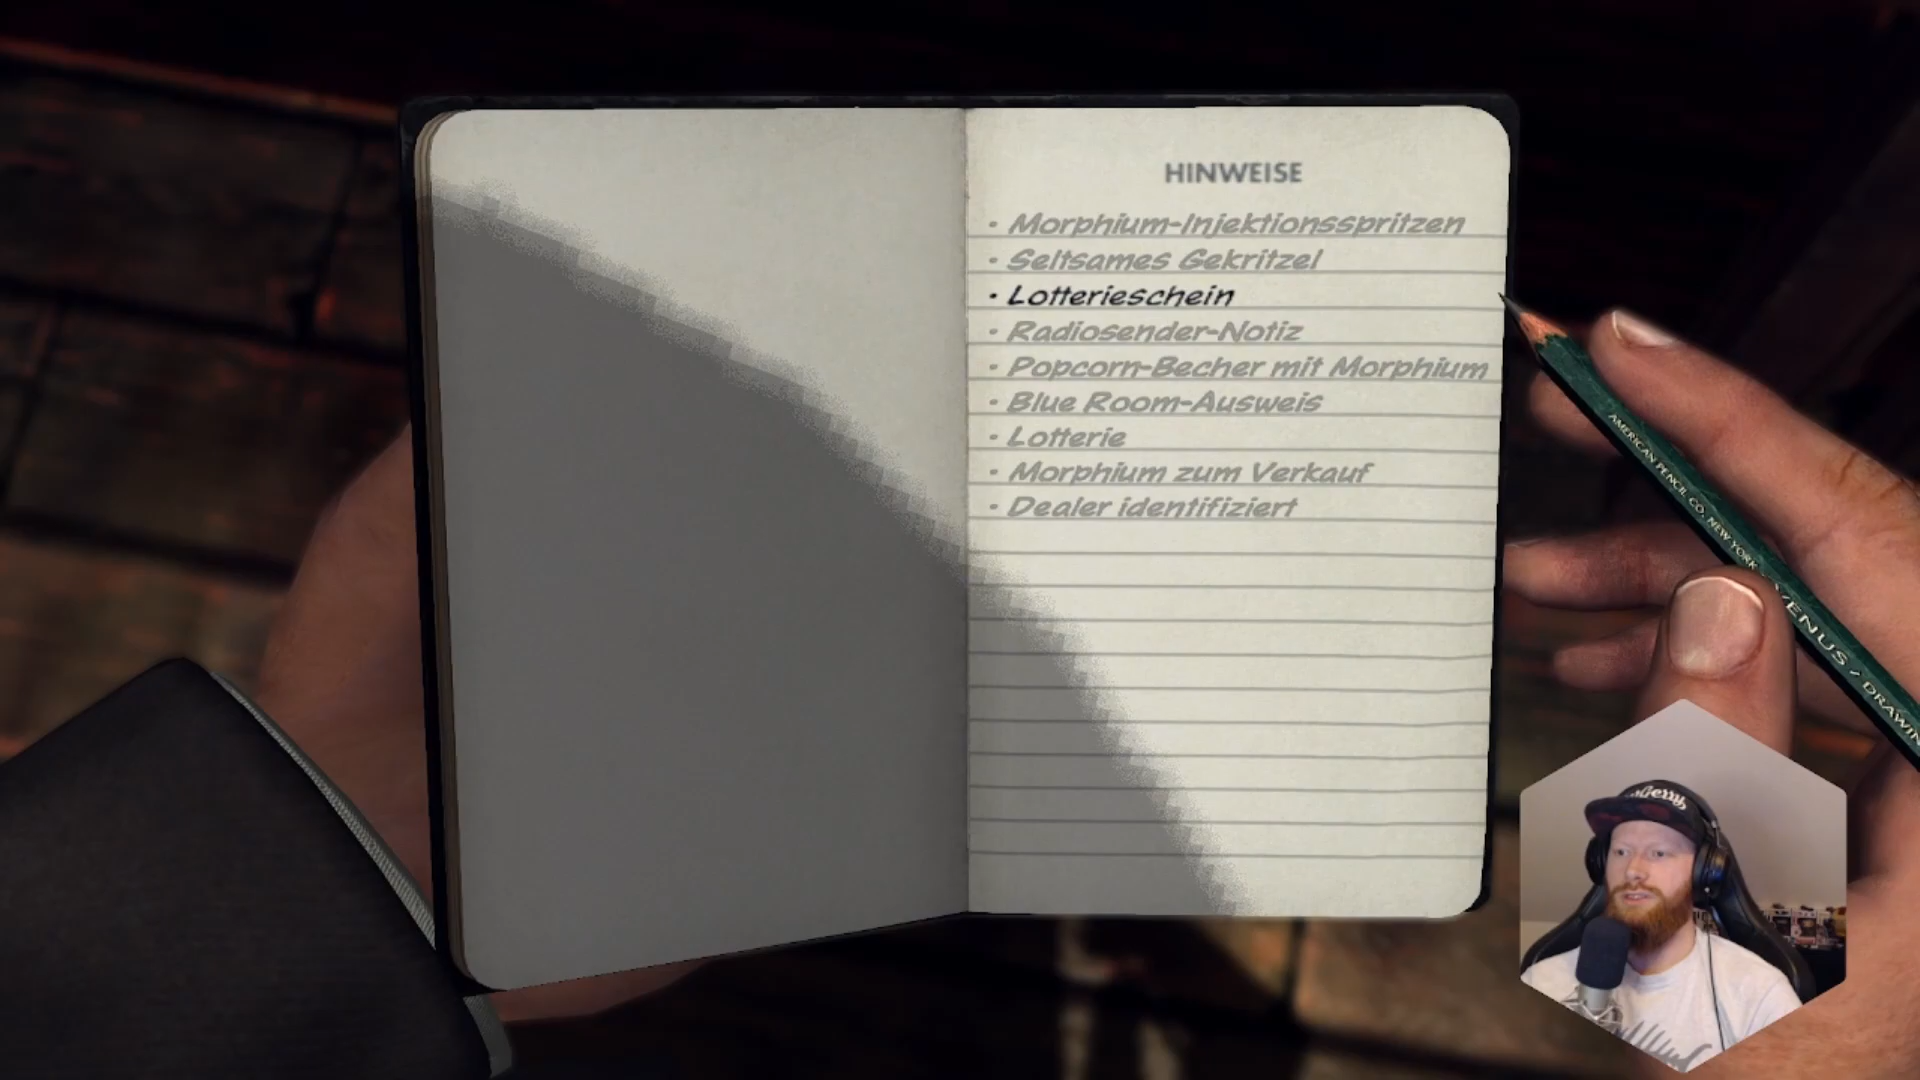 HINWEISE
• Morphium-Injektionsspritzen
• Seltsames Gekritzel
• Lotterieschein
• Radiosender-Notiz
• Popcorn-Becher mit Morphium
• Blue Room-Ausweis
• Lotterie
• Morphium zum Verkauf
• Dealer identifiziert
AMERICAN PENCIL CO. NEW YORK VENUS / DRAWIN